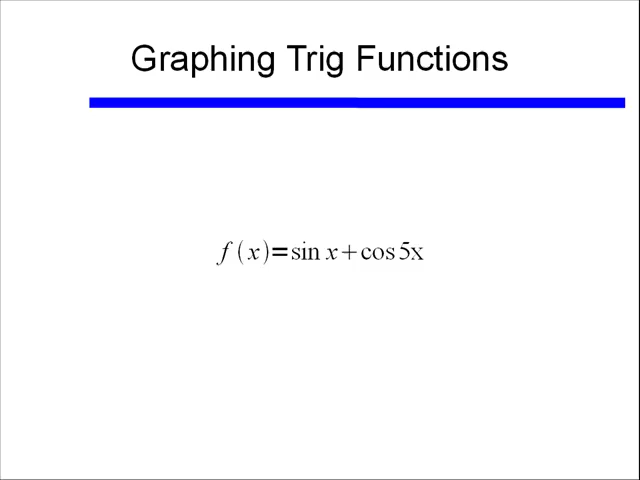 Graphing Trig Functions
f (x)=sin x+cos 5x